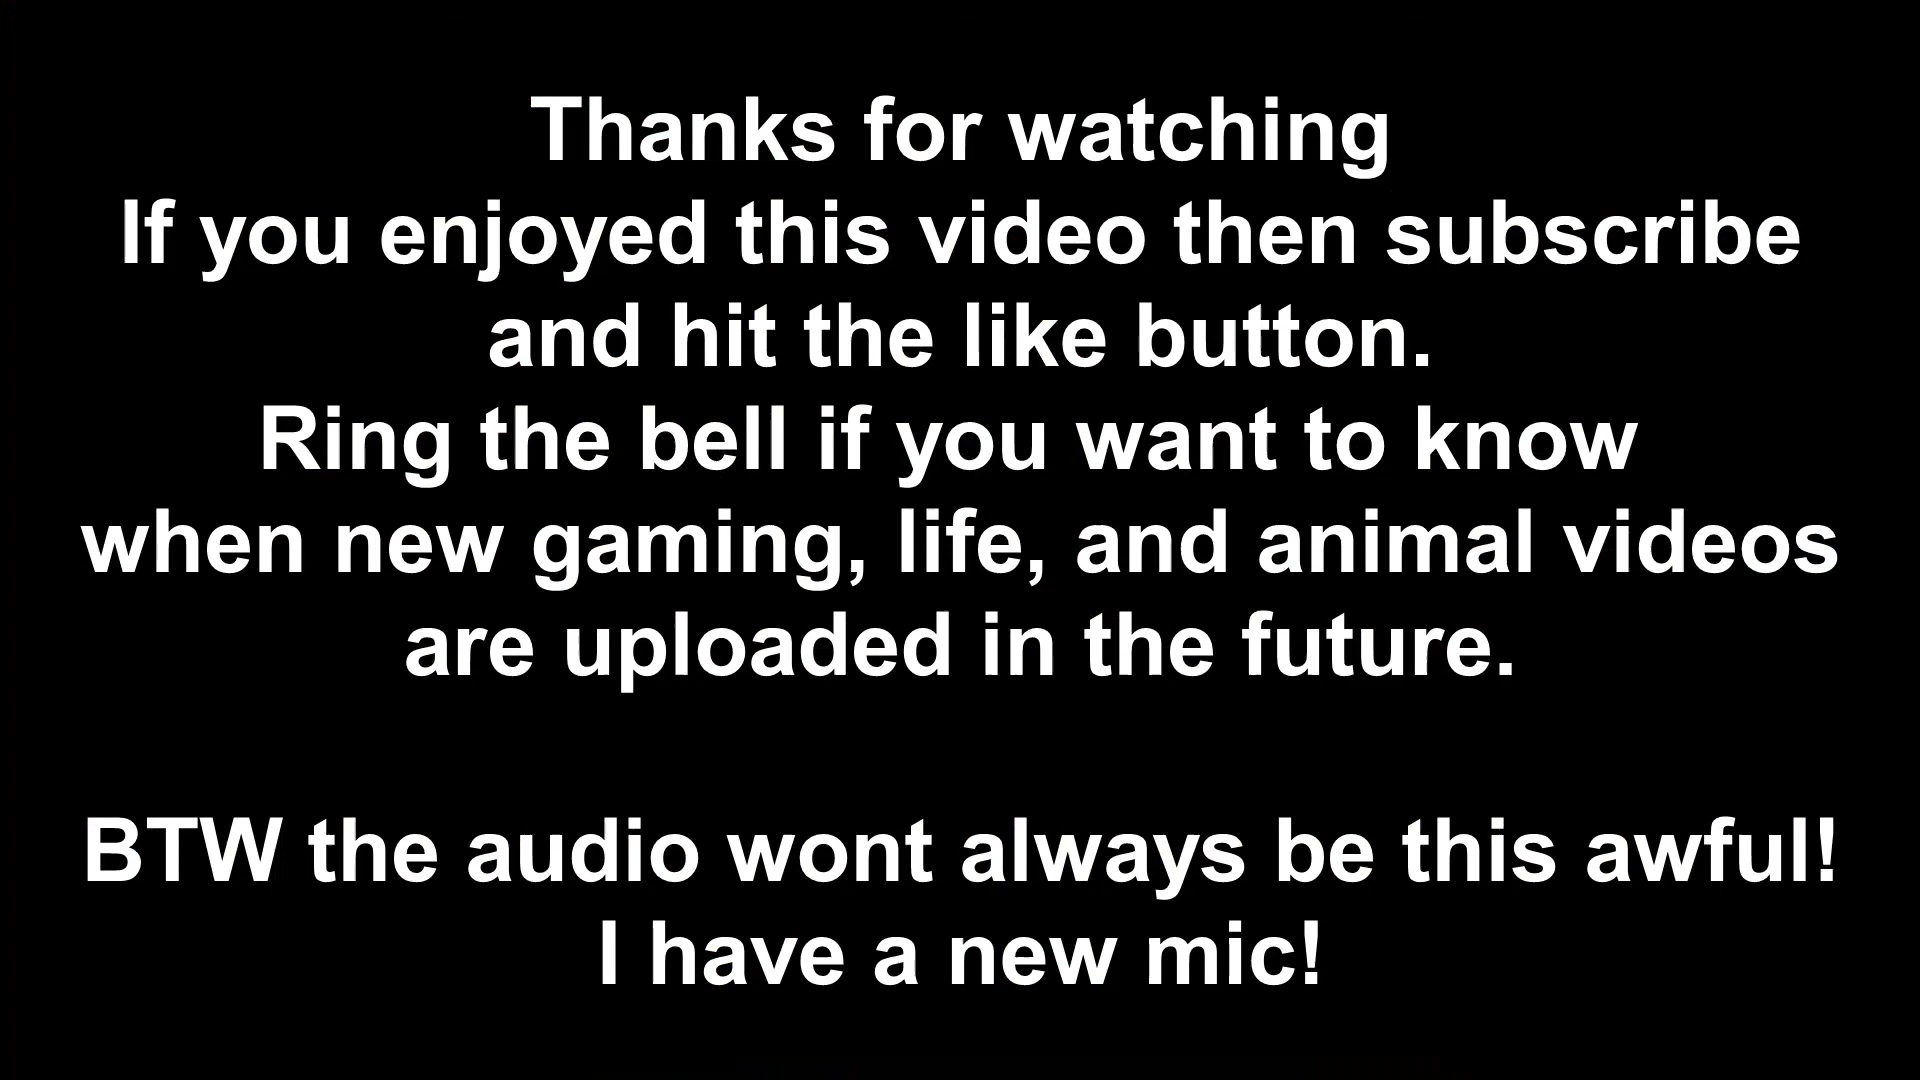 Thanks for watching
If you enjoyed this video then subscribe
and hit the like button.
Ring the bell if you want to know
when new gaming, life, and animal videos
are uploaded in the future.
BTW the audio wont always be this awful!
I have a new mic!